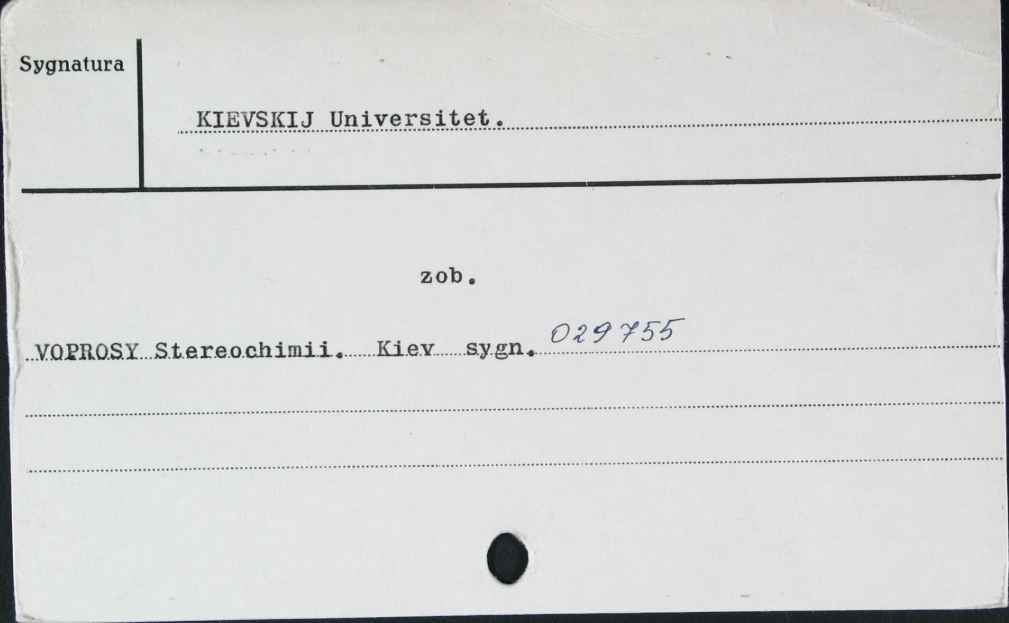 Sygnatura
KIEVSKIJ Universitet.
zob.
VOPROSY Stereochimii. Kiev sygn. 029755